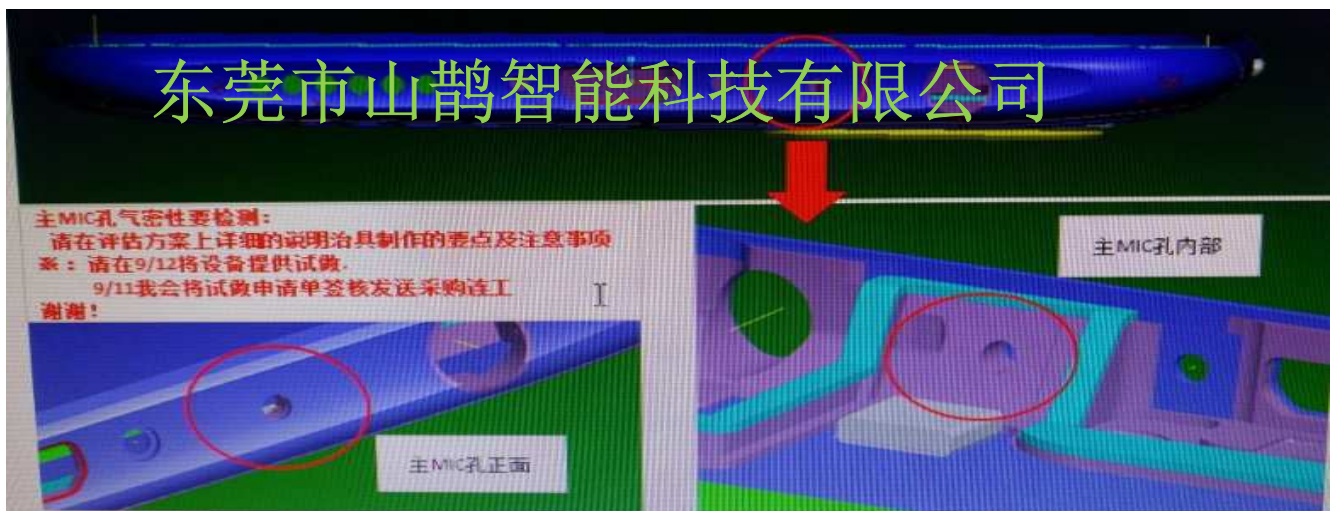 东莞市山鹊智能科技有限公司
主MIC孔气密性要检测：
请在评估方案上详细的说明治具制作的要点及注意事项
※：请在9/12将设备提供试做.
9/11我会将试做申请单签核发送采购连工
谢谢！
主MIC孔内部
主MIC孔正面